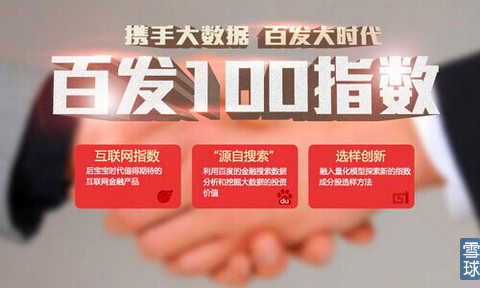 携手大数据 百发大时代
百发100指数
互联网指数
后宝宝时代值得期待的
互联网金融产品
“源自搜索”
利用百度的金融搜索数据
分析和挖掘大数据的投资
价值
du
选样创新
融入量化模型探索新的指数
成分股选样方法
雪球